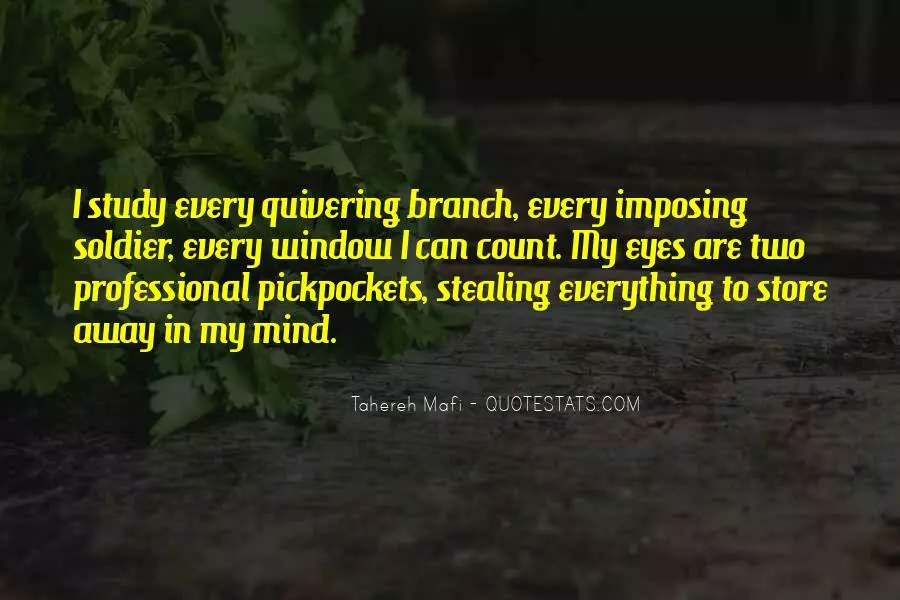 I study every quivering branch, every imposing
soldier, every window I can count. My eyes are two
professional pickpockets, stealing everything to store
away in my mind.
Tahereh Mafi - QUOTESTATS.COM